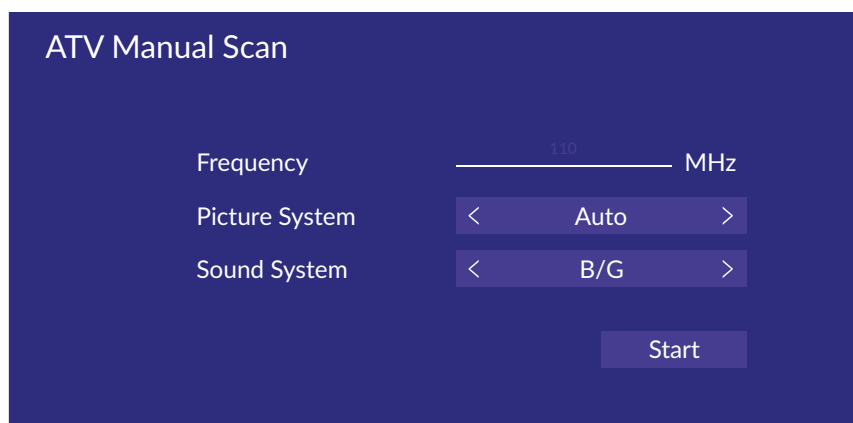 ATV Manual Scan
Frequency 110 MHz
Picture System < Auto >
Sound System < B/G >
Start